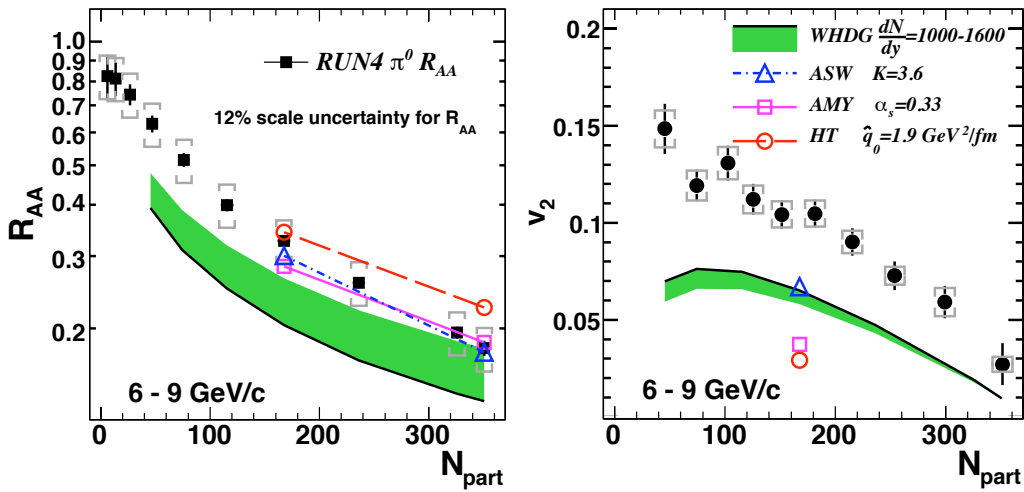 1.0
0.9
0.8
0.7
0.6
0.5
0.4
0.3
0.2
R_AA
RUN4 π⁰ R_AA
12% scale uncertainty for R_AA
6 - 9 GeV/c
0 100 200 300
N_part
0.2
0.15
0.1
0.05
0
v_2
WHDG dN/dy=1000-1600
ASW K=3.6
AMY α_s=0.33
HT q̂_0=1.9 GeV²/fm
6 - 9 GeV/c
0 100 200 300
N_part